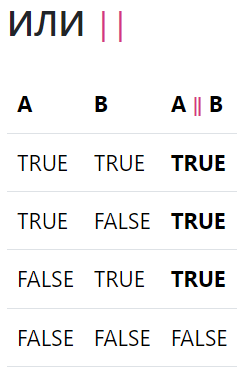 ИЛИ ||
A B A || B
TRUE TRUE TRUE
TRUE FALSE TRUE
FALSE TRUE TRUE
FALSE FALSE FALSE